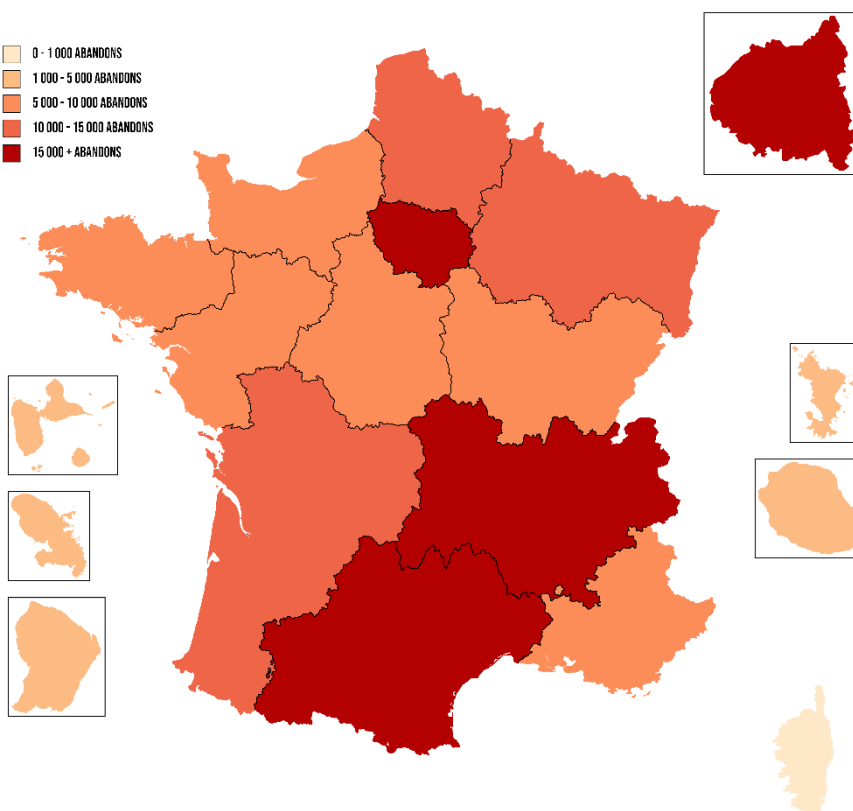 0 - 1 000 ABANDONS
1 000 - 5 000 ABANDONS
5 000 - 10 000 ABANDONS
10 000 - 15 000 ABANDONS
15 000 + ABANDONS